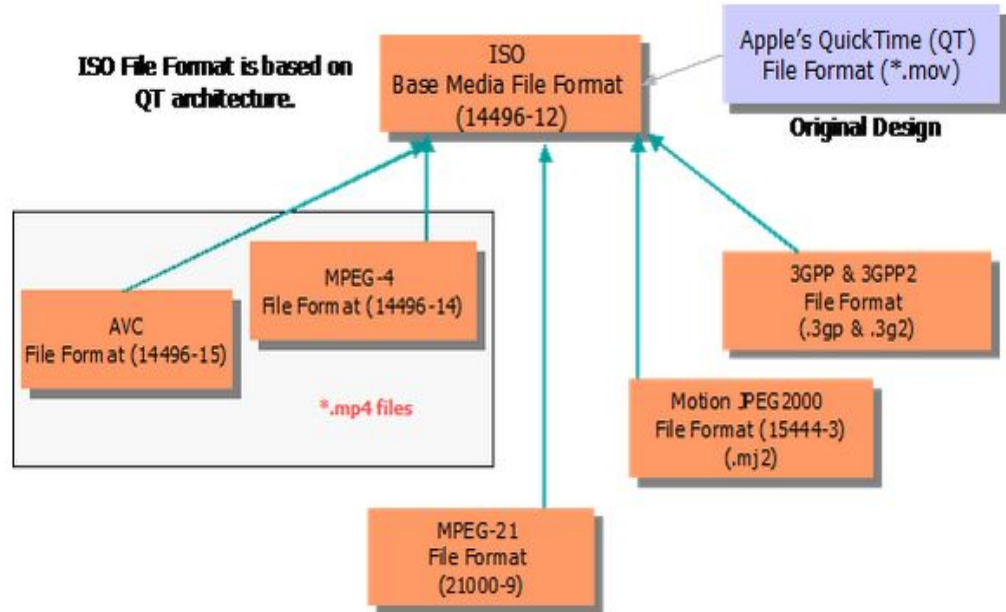 ISO File Format is based on
QT architecture.
ISO
Base Media File Format
(14496-12)
Apple's QuickTime (QT)
File Format (*.mov)
Original Design
MPEG-4
File Format (14496-14)
AVC
File Format (14496-15)
*.mp4 files
3GPP & 3GPP2
File Format
(.3gp & .3g2)
Motion JPEG2000
File Format (15444-3)
(.mj2)
MPEG-21
File Format
(21000-9)